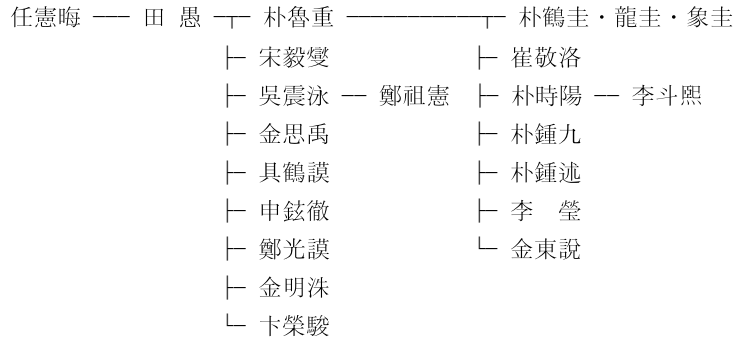 任憲晦 ── 田 愚 ─┬─ 朴魯重 ───────────┬─ 朴鶴圭・龍圭・象圭
├─ 宋毅燮 ├─ 崔敬洛
├─ 吳震泳 ── 鄭祖憲 ├─ 朴時陽 ── 李斗熙
├─ 金思禹 ├─ 朴鍾九
├─ 具鶴謨 ├─ 朴鍾述
├─ 申鉉徹 ├─ 李 瑩
├─ 鄭光謨 └─ 金東說
├─ 金明洙
└─ 卞榮駿